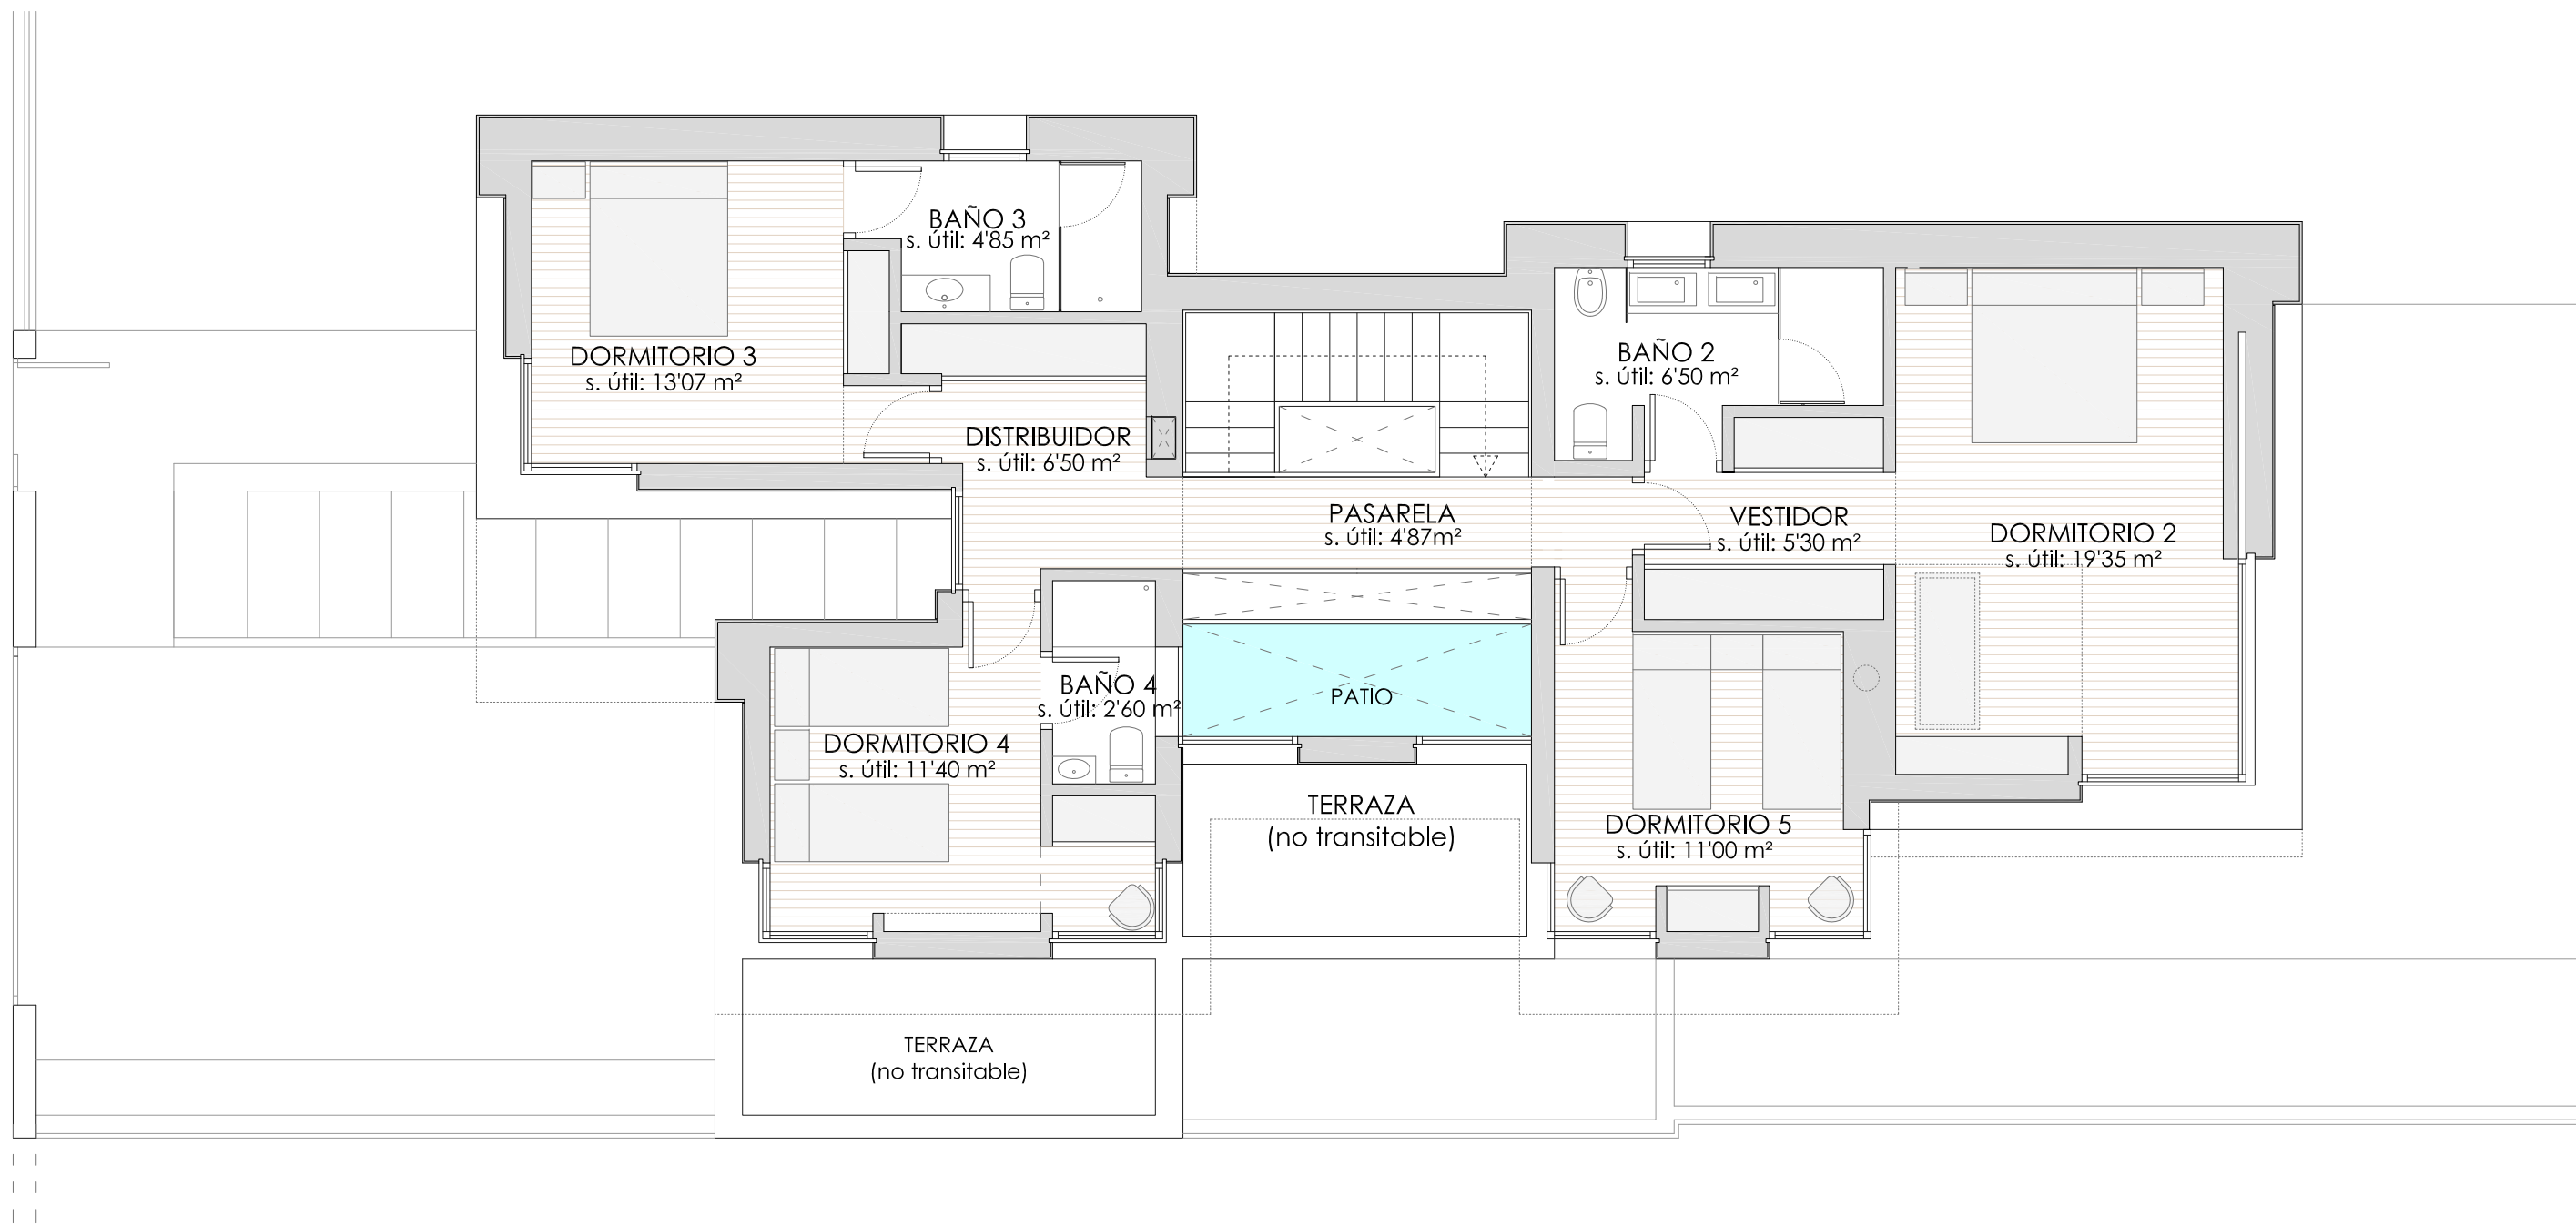 BAÑO 3
s. útil: 4'85 m²
DORMITORIO 3
s. útil: 13'07 m²
BAÑO 2
s. útil: 6'50 m²
DISTRIBUIDOR
s. útil: 6'50 m²
PASARELA
s. útil: 4'87m²
VESTIDOR
s. útil: 5'30 m²
DORMITORIO 2
s. útil: 19'35 m²
BAÑO 4
s. útil: 2'60 m²
PATIO
DORMITORIO 4
s. útil: 11'40 m²
TERRAZA
(no transitable)
DORMITORIO 5
s. útil: 11'00 m²
TERRAZA
(no transitable)